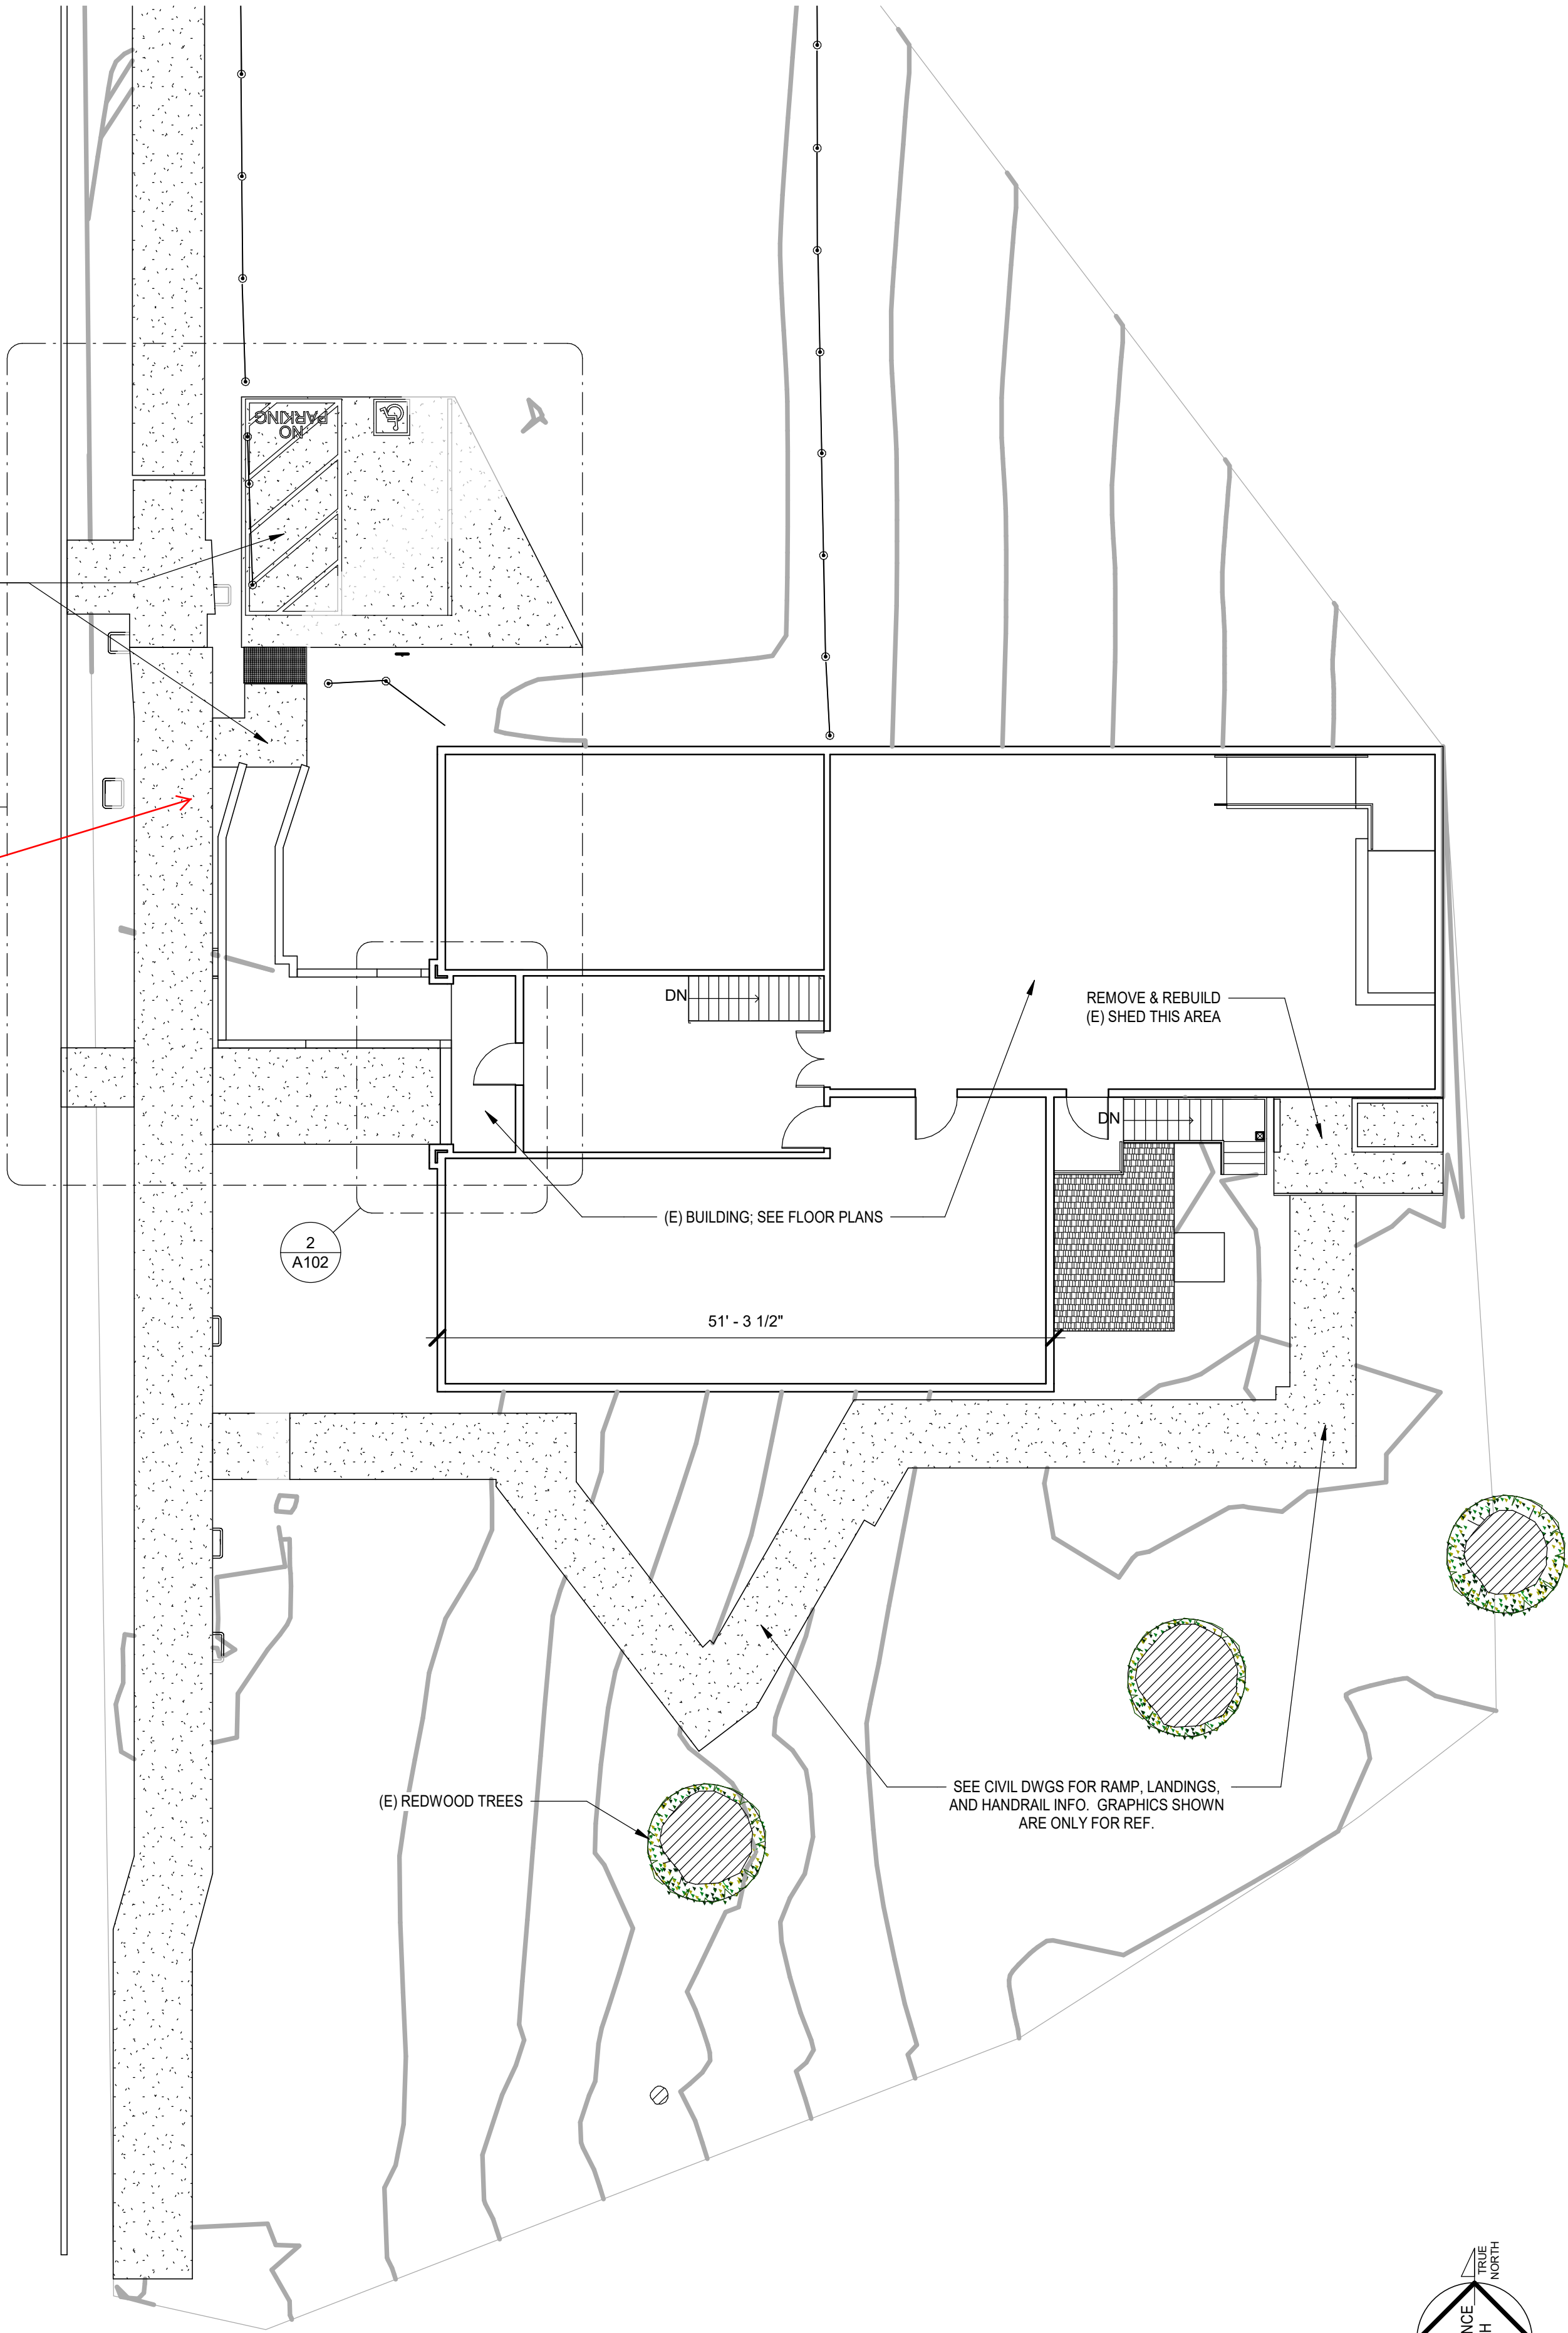 NO
PARKING
DN
REMOVE & REBUILD
(E) SHED THIS AREA
DN
(E) BUILDING; SEE FLOOR PLANS
2
A102
51' - 3 1/2"
(E) REDWOOD TREES
SEE CIVIL DWGS FOR RAMP, LANDINGS,
AND HANDRAIL INFO. GRAPHICS SHOWN
ARE ONLY FOR REF.
TRUE
NORTH